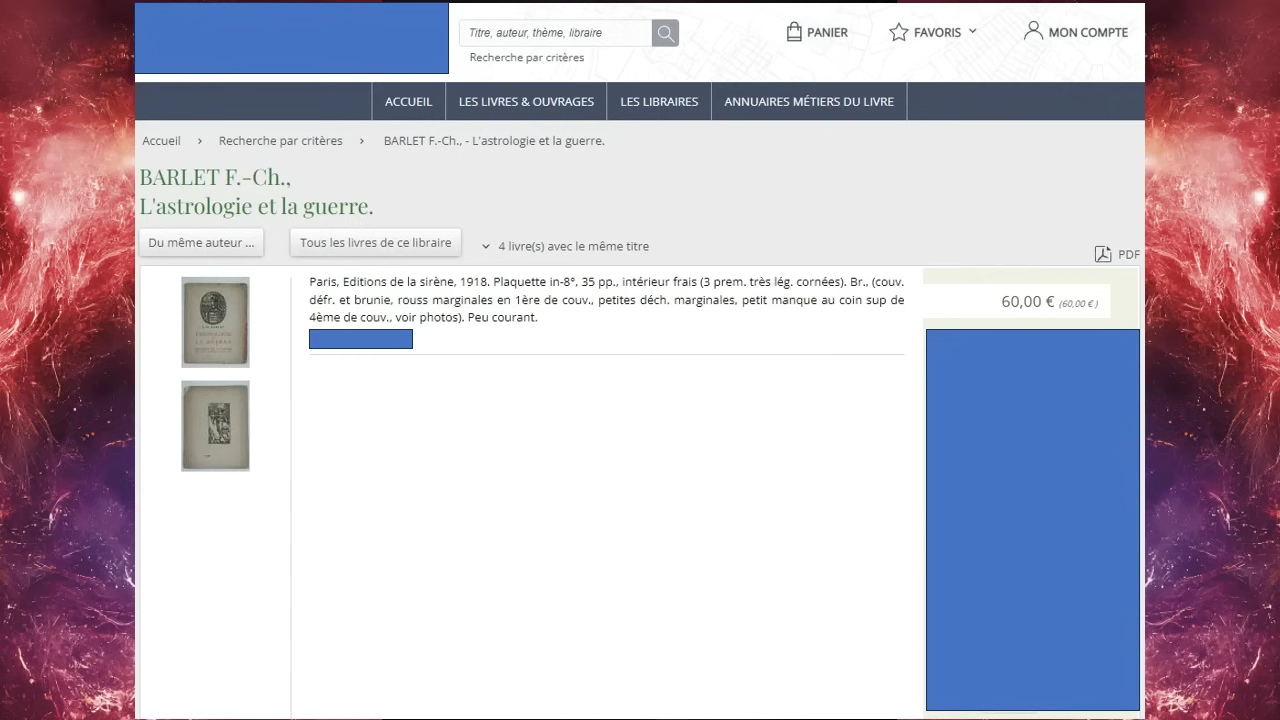 Titre, auteur, thème, libraire
Recherche par critères
PANIER
FAVORIS
MON COMPTE
ACCUEIL
LES LIVRES & OUVRAGES
LES LIBRAIRES
ANNUAIRES MÉTIERS DU LIVRE
Accueil › Recherche par critères › BARLET F.-Ch., - L'astrologie et la guerre.
BARLET F.-Ch.,
L'astrologie et la guerre.
Du même auteur ...
Tous les livres de ce libraire
4 livre(s) avec le même titre
PDF
Paris, Editions de la sirène, 1918. Plaquette in-8°, 35 pp., intérieur frais (3 prem. très lég. cornées). Br., (couv.
défr. et brunie, rouss marginales en 1ère de couv., petites déch. marginales, petit manque au coin sup de
4ème de couv., voir photos). Peu courant.
60,00 € (60,00 € )